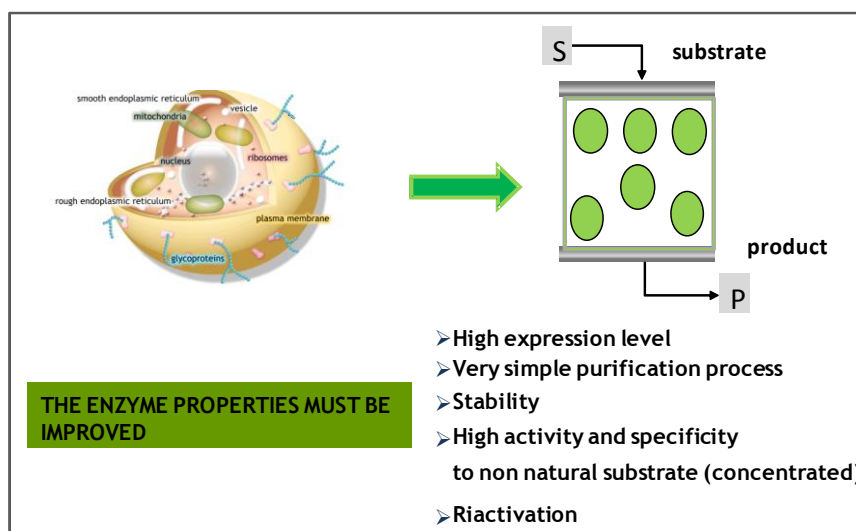 S
substrate
smooth endoplasmic reticulum
vesicle
mitochondria
nucleus
ribosomes
rough endoplasmic reticulum
plasma membrane
glycoproteins
product
P
THE ENZYME PROPERTIES MUST BE
IMPROVED
➢High expression level
➢Very simple purification process
➢Stability
➢High activity and specificity
to non natural substrate (concentrated)
➢Riactivation